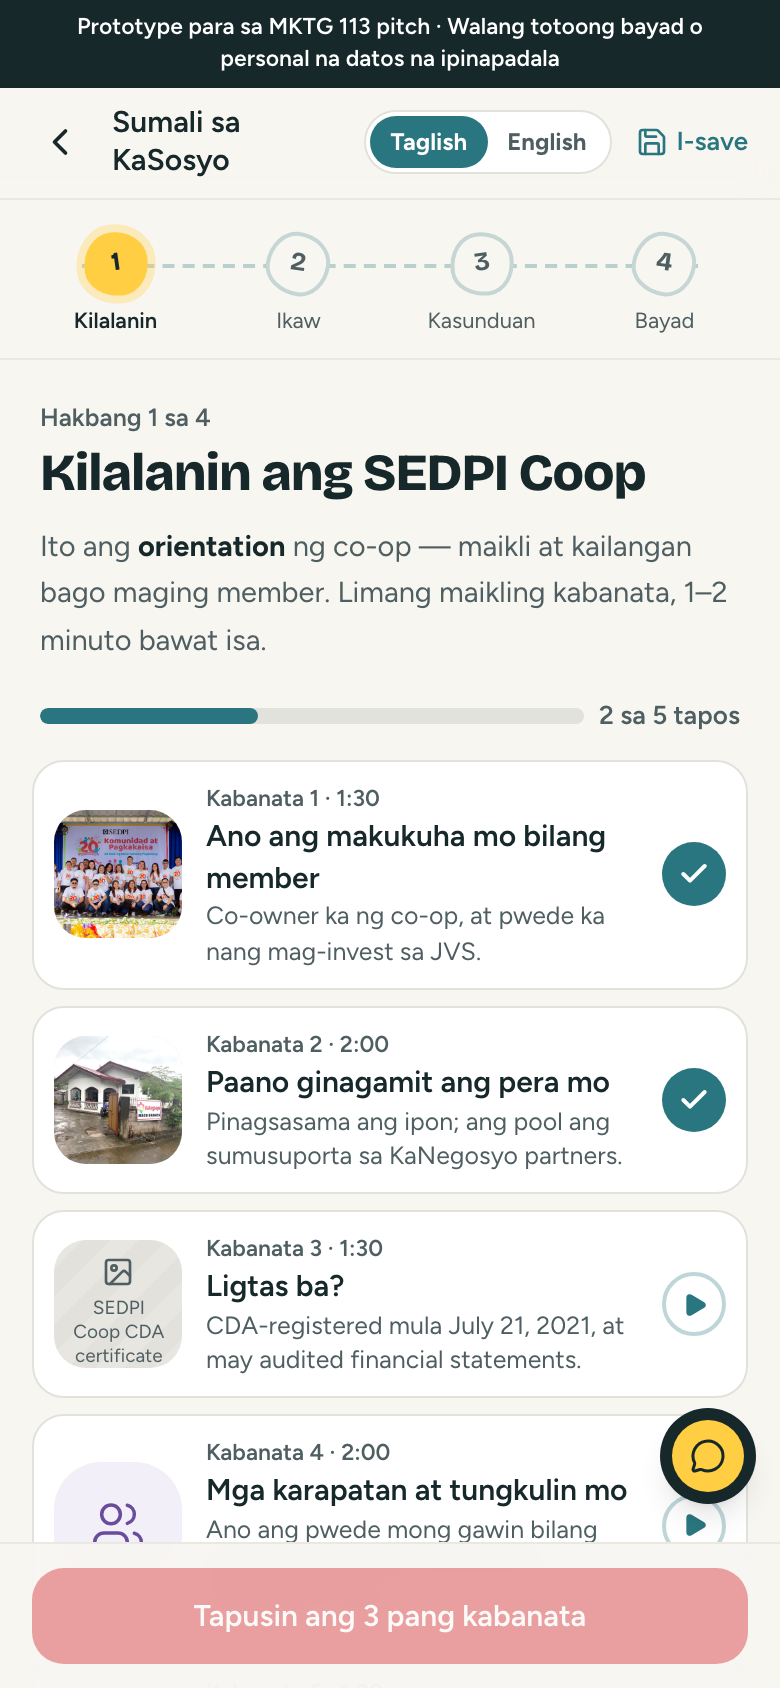 Prototype para sa MKTG 113 pitch · Walang totoong bayad o
personal na datos na ipinapadala
Sumali sa
KaSosyo
Taglish
English
I-save
1
2
3
4
Kilalanin
Ikaw
Kasunduan
Bayad
Hakbang 1 sa 4
Kilalanin ang SEDPI Coop
Ito ang orientation ng co-op — maikli at kailangan
bago maging member. Limang maikling kabanata, 1–2
minuto bawat isa.
2 sa 5 tapos
Kabanata 1 · 1:30
Ano ang makukuha mo bilang
member
Co-owner ka ng co-op, at pwede ka
nang mag-invest sa JVS.
SEDPI
20
Komunidad at
Pagkakaisa
Kabanata 2 · 2:00
Paano ginagamit ang pera mo
Pinagsasama ang ipon; ang pool ang
sumusuporta sa KaNegosyo partners.
Kabanata 3 · 1:30
Ligtas ba?
CDA-registered mula July 21, 2021, at
may audited financial statements.
SEDPI
Coop CDA
certificate
Kabanata 4 · 2:00
Mga karapatan at tungkulin mo
Ano ang pwede mong gawin bilang
Tapusin ang 3 pang kabanata